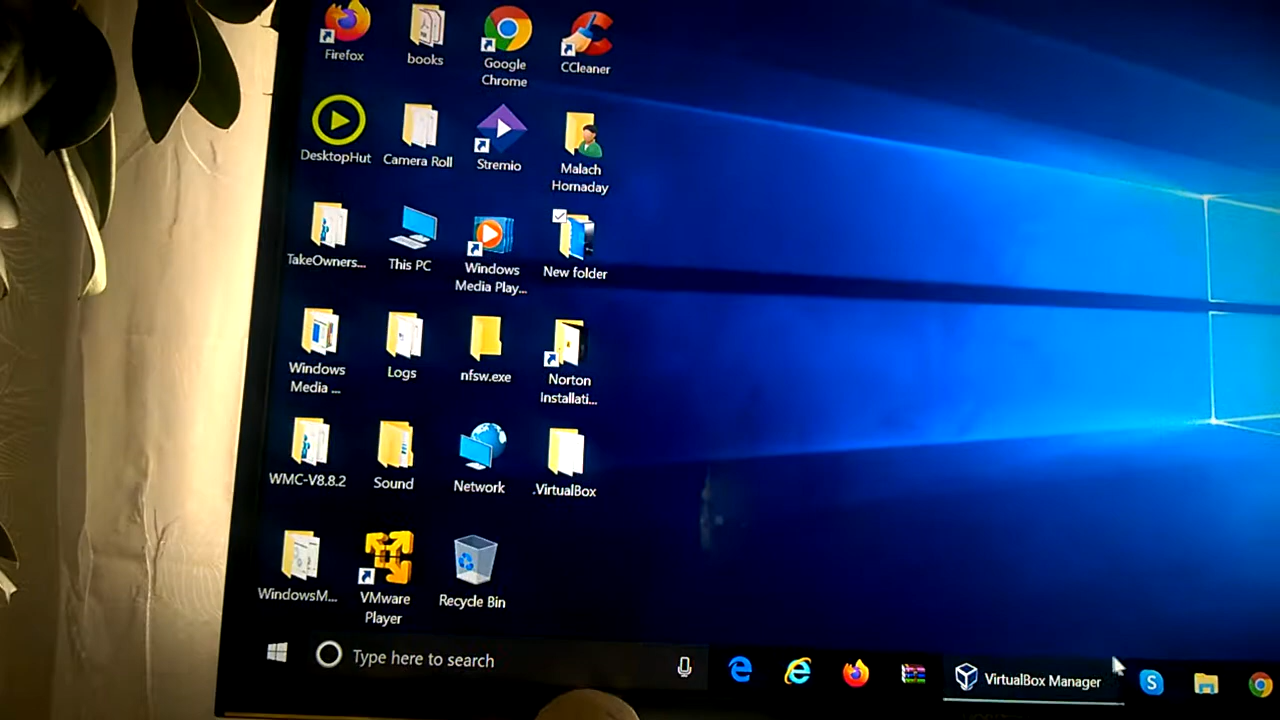 Firefox
books
Google
Chrome
CCleaner
DesktopHut
Camera Roll
Stremio
Malach
Hornaday
TakeOwners...
This PC
Windows
Media Play...
New folder
Windows
Media ...
Logs
nfsw.exe
Norton
Installati...
WMC-V8.8.2
Sound
Network
.VirtualBox
WindowsM...
VMware
Player
Recycle Bin
Type here to search
VirtualBox Manager